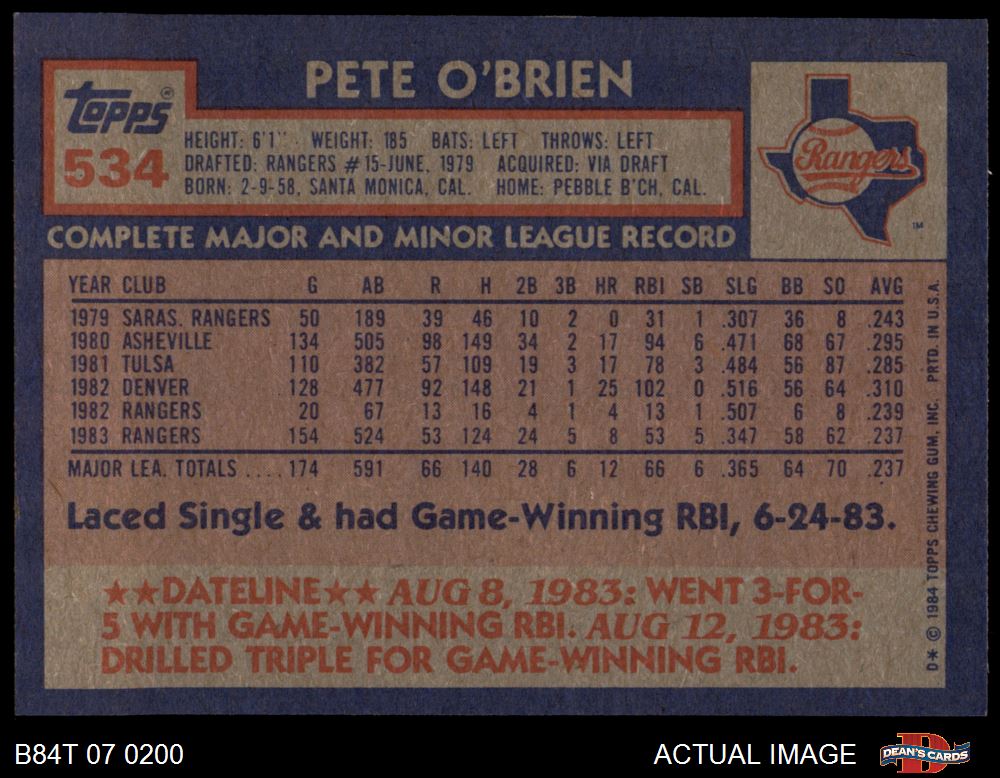 PETE O'BRIEN
Topps®
534
HEIGHT: 6'1" WEIGHT: 185 BATS: LEFT THROWS: LEFT
DRAFTED: RANGERS #15-JUNE, 1979 ACQUIRED: VIA DRAFT
BORN: 2-9-58, SANTA MONICA, CAL. HOME: PEBBLE B'CH, CAL.
Rangers
TM
COMPLETE MAJOR AND MINOR LEAGUE RECORD
YEAR CLUB G AB R H 2B 3B HR RBI SB SLG BB SO AVG
1979 SARAS. RANGERS 50 189 39 46 10 2 0 31 1 .307 36 8 .243
1980 ASHEVILLE 134 505 98 149 34 2 17 94 6 .471 68 67 .295
1981 TULSA 110 382 57 109 19 3 17 78 3 .484 56 87 .285
1982 DENVER 128 477 92 148 21 1 25 102 0 .516 56 64 .310
1982 RANGERS 20 67 13 16 4 1 4 13 1 .507 6 8 .239
1983 RANGERS 154 524 53 124 24 5 8 53 5 .347 58 62 .237
MAJOR LEA. TOTALS .... 174 591 66 140 28 6 12 66 6 .365 64 70 .237
Laced Single & had Game-Winning RBI, 6-24-83.
★★DATELINE★★ AUG 8, 1983: WENT 3-FOR-
5 WITH GAME-WINNING RBI. AUG 12, 1983:
DRILLED TRIPLE FOR GAME-WINNING RBI.
D* © 1984 TOPPS CHEWING GUM, INC. PRTD. IN U.S.A.
B84T 07 0200
ACTUAL IMAGE
D
DEAN'S CARDS